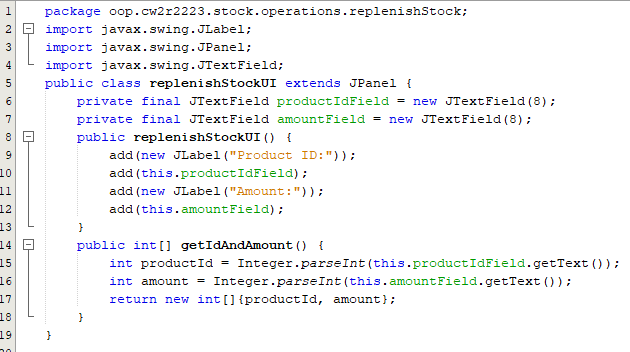 1 package oop.cw2r2223.stock.operations.replenishStock;
2 import javax.swing.JLabel;
3 import javax.swing.JPanel;
4 import javax.swing.JTextField;
5 public class replenishStockUI extends JPanel {
6     private final JTextField productIdField = new JTextField(8);
7     private final JTextField amountField = new JTextField(8);
8     public replenishStockUI() {
9         add(new JLabel("Product ID:"));
10         add(this.productIdField);
11         add(new JLabel("Amount:"));
12         add(this.amountField);
13     }
14     public int[] getIdAndAmount() {
15         int productId = Integer.parseInt(this.productIdField.getText());
16         int amount = Integer.parseInt(this.amountField.getText());
17         return new int[]{productId, amount};
18     }
19 }